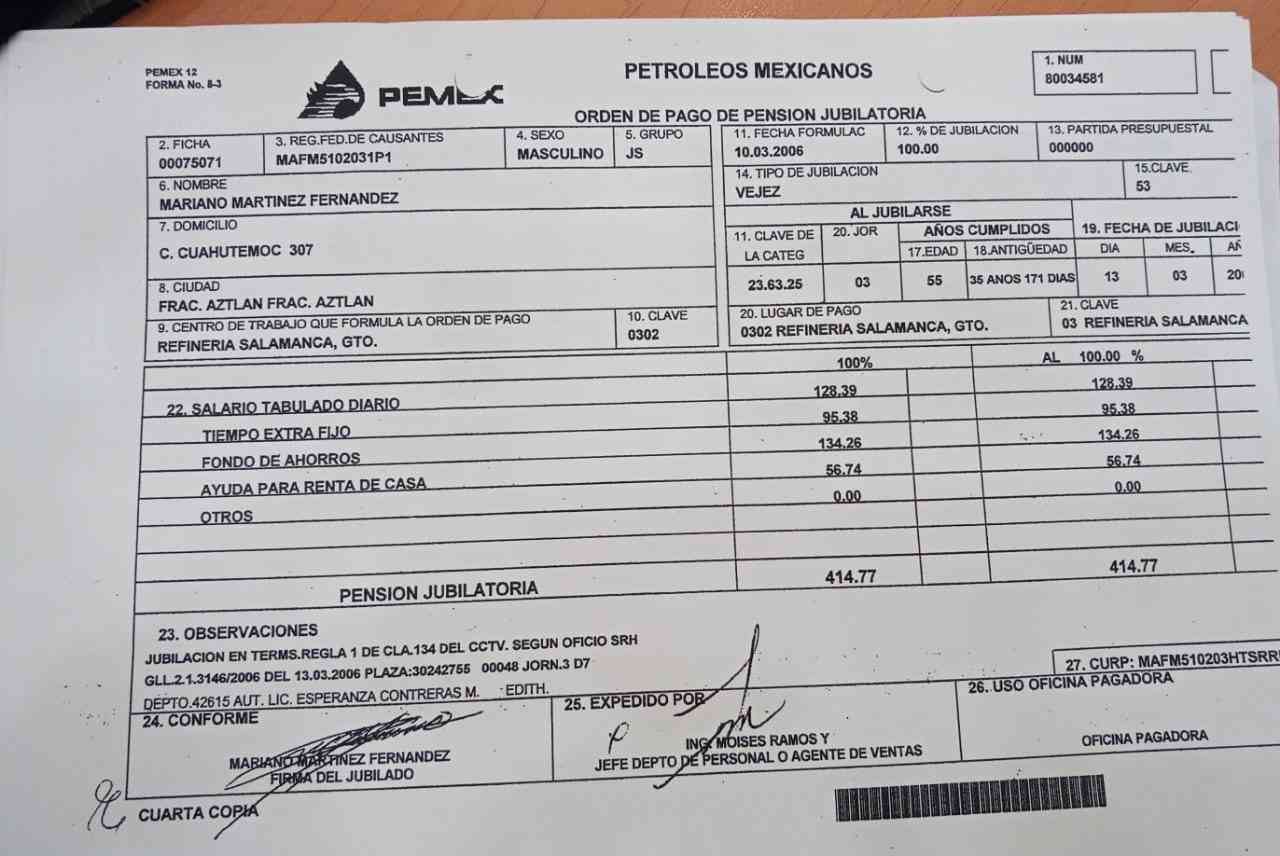 PEMEX 12
FORMA No. 8-3
PEMEX
PETROLEOS MEXICANOS
ORDEN DE PAGO DE PENSION JUBILATORIA
1. NUM
80034581
2. FICHA
00075071
3. REG.FED.DE CAUSANTES
MAFM5102031P1
4. SEXO
MASCULINO
5. GRUPO
JS
11. FECHA FORMULAC
10.03.2006
12. % DE JUBILACION
100.00
13. PARTIDA PRESUPUESTAL
000000
6. NOMBRE
MARIANO MARTINEZ FERNANDEZ
14. TIPO DE JUBILACION
VEJEZ
15.CLAVE
53
7. DOMICILIO
C. CUAHUTEMOC 307
AL JUBILARSE
11. CLAVE DE
LA CATEG
23.63.25
20. JOR
03
AÑOS CUMPLIDOS
17.EDAD
55
18.ANTIGÜEDAD
35 ANOS 171 DIAS
19. FECHA DE JUBILACI
DIA
13
MES.
03
AÑ
20
8. CIUDAD
FRAC. AZTLAN FRAC. AZTLAN
9. CENTRO DE TRABAJO QUE FORMULA LA ORDEN DE PAGO
REFINERIA SALAMANCA, GTO.
10. CLAVE
0302
20. LUGAR DE PAGO
0302 REFINERIA SALAMANCA, GTO.
21. CLAVE
03 REFINERIA SALAMANCA
100% AL 100.00 %
22. SALARIO TABULADO DIARIO 128.39 128.39
TIEMPO EXTRA FIJO 95.38 95.38
FONDO DE AHORROS 134.26 134.26
AYUDA PARA RENTA DE CASA 56.74 56.74
OTROS 0.00 0.00
PENSION JUBILATORIA 414.77 414.77
23. OBSERVACIONES
JUBILACION EN TERMS.REGLA 1 DE CLA.134 DEL CCTV. SEGUN OFICIO SRH
GLL.2.1.3146/2006 DEL 13.03.2006 PLAZA:30242755 00048 JORN.3 D7
DEPTO.42615 AUT. LIC. ESPERANZA CONTRERAS M. EDITH.
27. CURP: MAFM510203HTSRR
24. CONFORME
MARIANO MARTINEZ FERNANDEZ
FIRMA DEL JUBILADO
25. EXPEDIDO POR
ING. MOISES RAMOS Y
JEFE DEPTO DE PERSONAL O AGENTE DE VENTAS
26. USO OFICINA PAGADORA
OFICINA PAGADORA
CUARTA COPIA